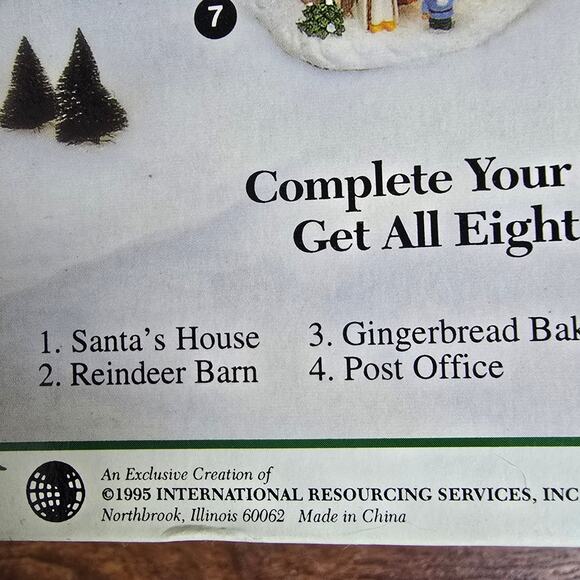 7
Complete Your
Get All Eight
1. Santa's House
2. Reindeer Barn
3. Gingerbread Bak
4. Post Office
An Exclusive Creation of
©1995 INTERNATIONAL RESOURCING SERVICES, INC
Northbrook, Illinois 60062 Made in China